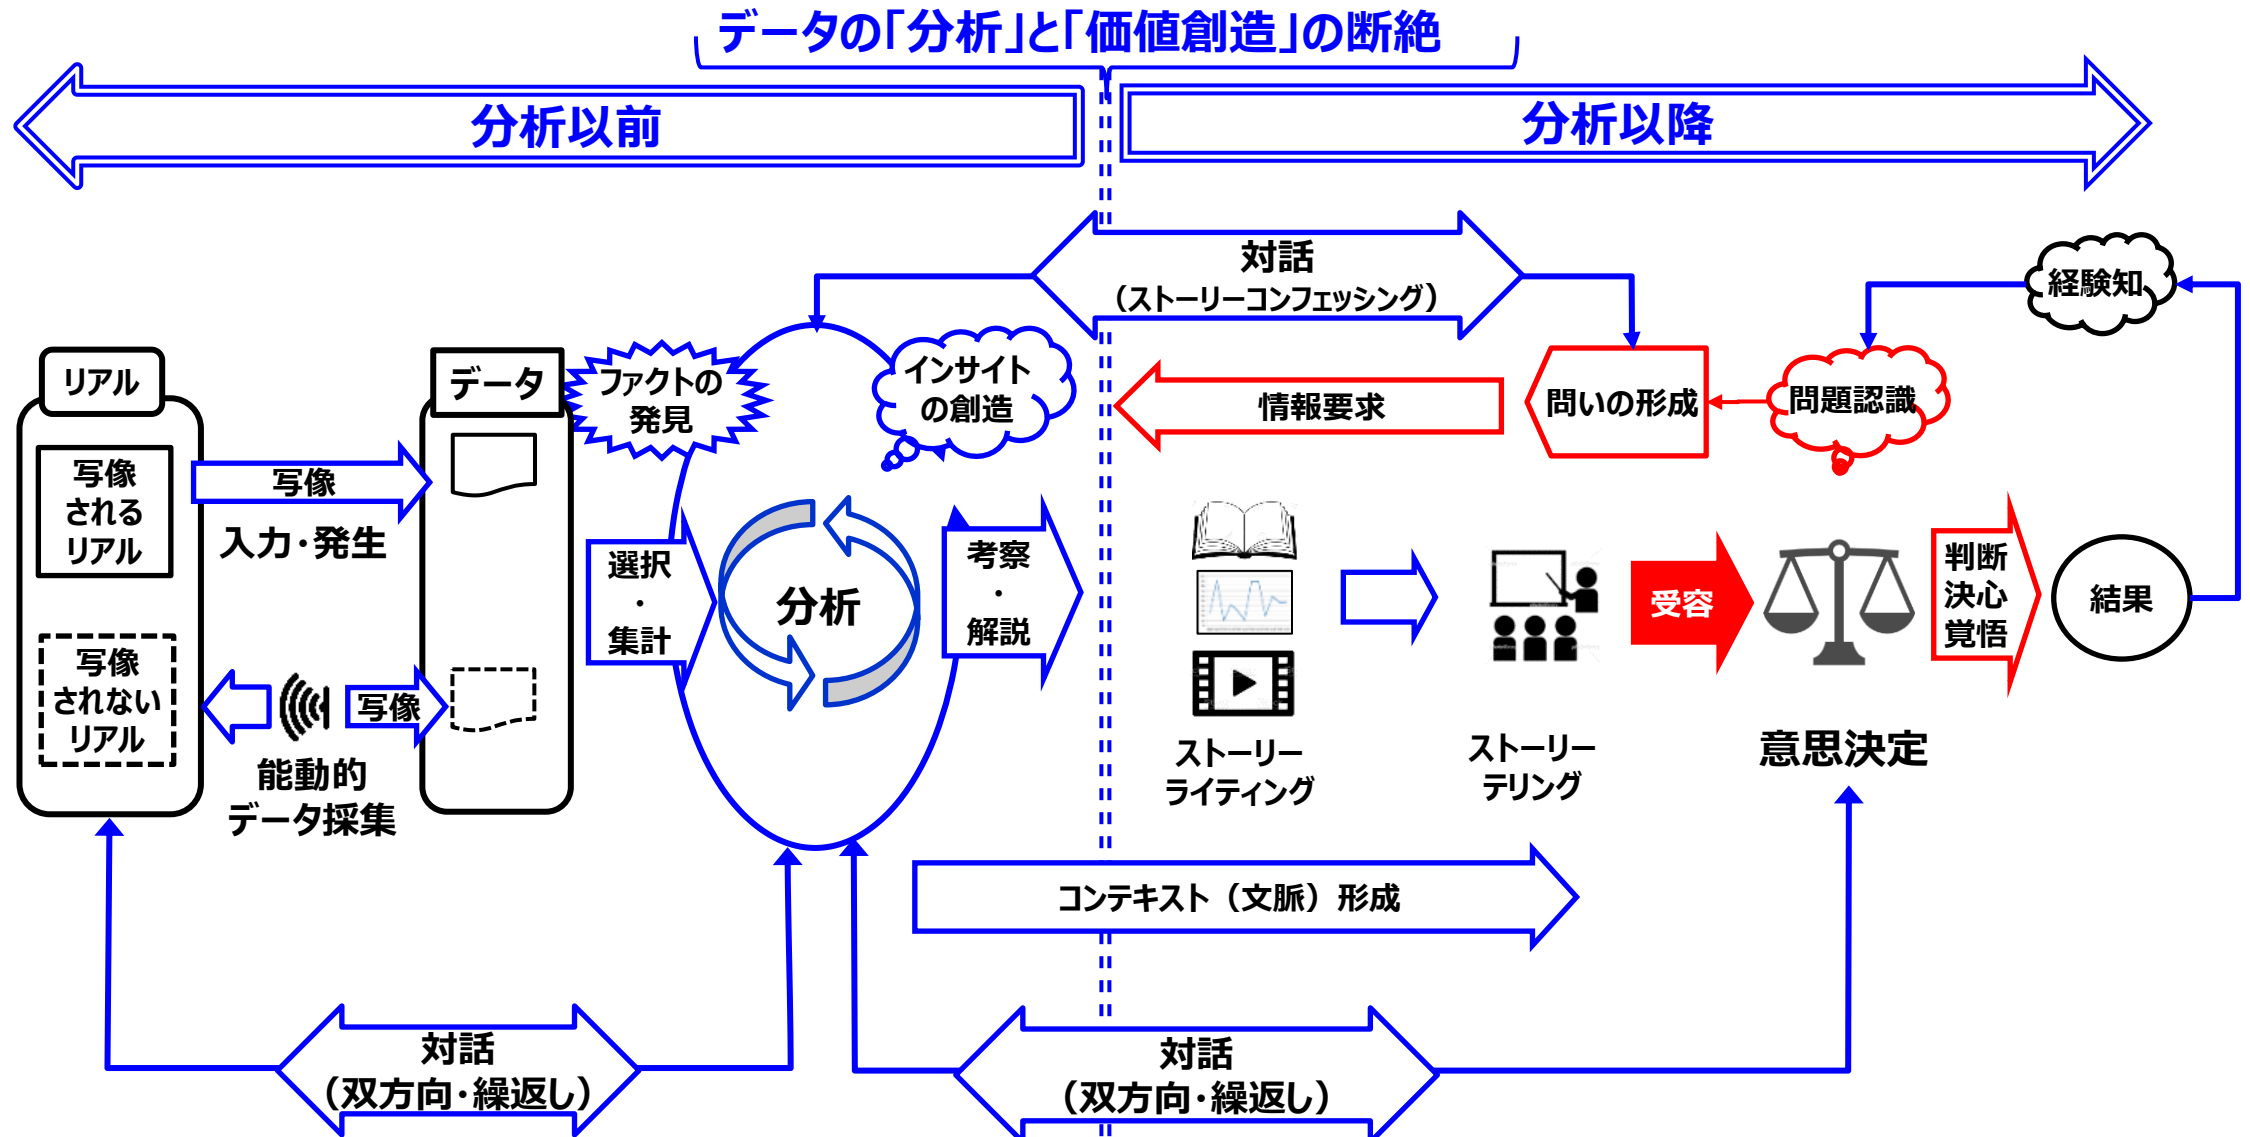 データの「分析」と「価値創造」の断絶
分析以前
分析以降
対話
（ストーリーコンフェッシング）
経験知
リアル
データ
ファクトの
発見
インサイト
の創造
情報要求
問いの形成
問題認識
写像
される
リアル
写像
入力・発生
選択
・
集計
分析
考察
・
解説
受容
判断
決心
覚悟
結果
写像
されない
リアル
写像
能動的
データ採集
ストーリー
ライティング
ストーリー
テリング
意思決定
コンテキスト（文脈）形成
対話
（双方向・繰返し）
対話
（双方向・繰返し）